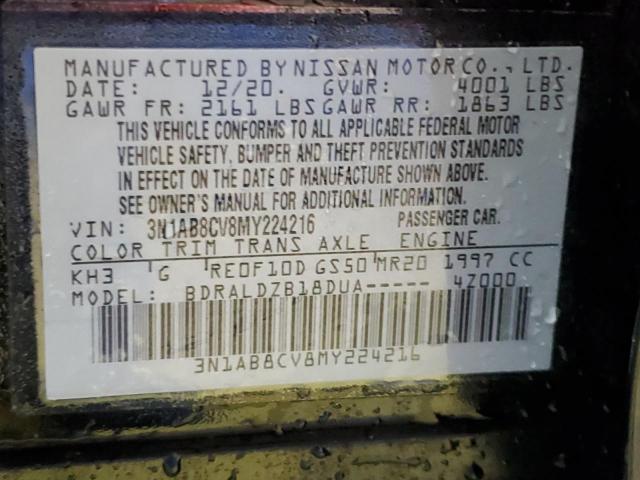 MANUFACTURED BY NISSAN MOTOR CO., LTD.
DATE: 12/20. GVWR: 4001 LBS
GAWR FR: 2161 LBS GAWR RR: 1863 LBS
THIS VEHICLE CONFORMS TO ALL APPLICABLE FEDERAL MOTOR
VEHICLE SAFETY, BUMPER AND THEFT PREVENTION STANDARDS
IN EFFECT ON THE DATE OF MANUFACTURE SHOWN ABOVE.
SEE OWNER'S MANUAL FOR ADDITIONAL INFORMATION.
VIN: 3N1AB8CV8MY224216 PASSENGER CAR.
COLOR TRIM TRANS AXLE ENGINE
KH3 G RE0F10D GS50 MR20 1997 CC
MODEL: BDRALDZB18DUA----- 4Z000
3N1AB8CV8MY224216